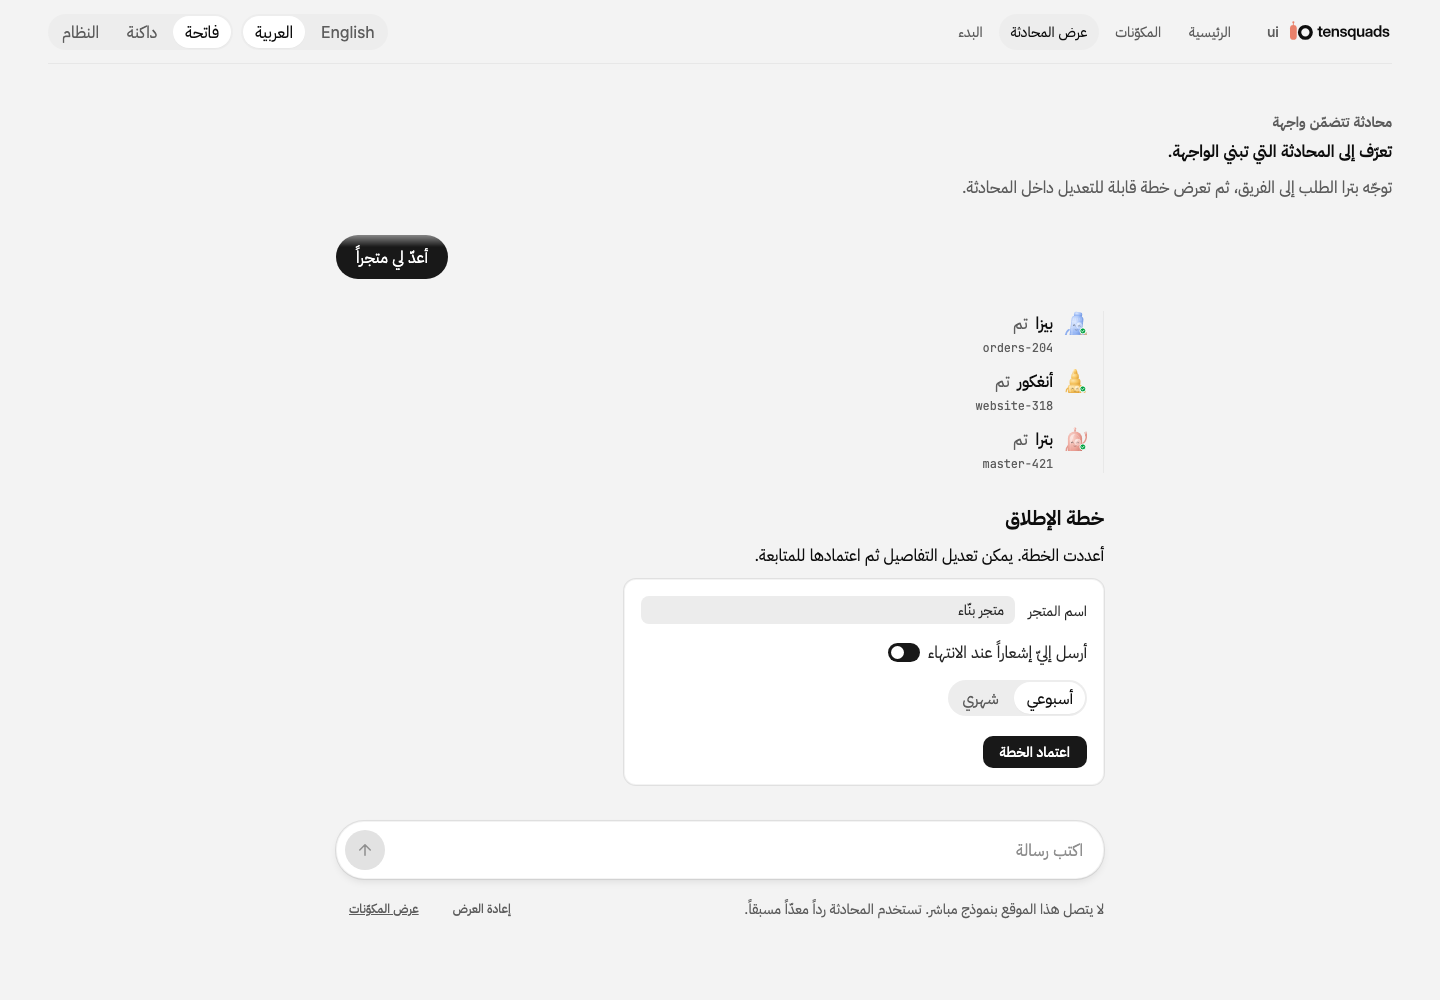 tensquads ui
الرئيسية
المكوّنات
عرض المحادثة
البدء
English
العربية
فاتحة
داكنة
النظام
محادثة تتضمّن واجهة
تعرّف إلى المحادثة التي تبني الواجهة.
توجّه بترا الطلب إلى الفريق، ثم تعرض خطة قابلة للتعديل داخل المحادثة.
أعدّ لي متجراً
بيزا تم
orders-204
أنغكور تم
website-318
بترا تم
master-421
خطة الإطلاق
أعددت الخطة. يمكن تعديل التفاصيل ثم اعتمادها للمتابعة.
اسم المتجر
متجر بنّاء
أرسل إليّ إشعاراً عند الانتهاء
أسبوعي
شهري
اعتماد الخطة
اكتب رسالة
لا يتصل هذا الموقع بنموذج مباشر. تستخدم المحادثة رداً معدّاً مسبقاً.
إعادة العرض
عرض المكوّنات